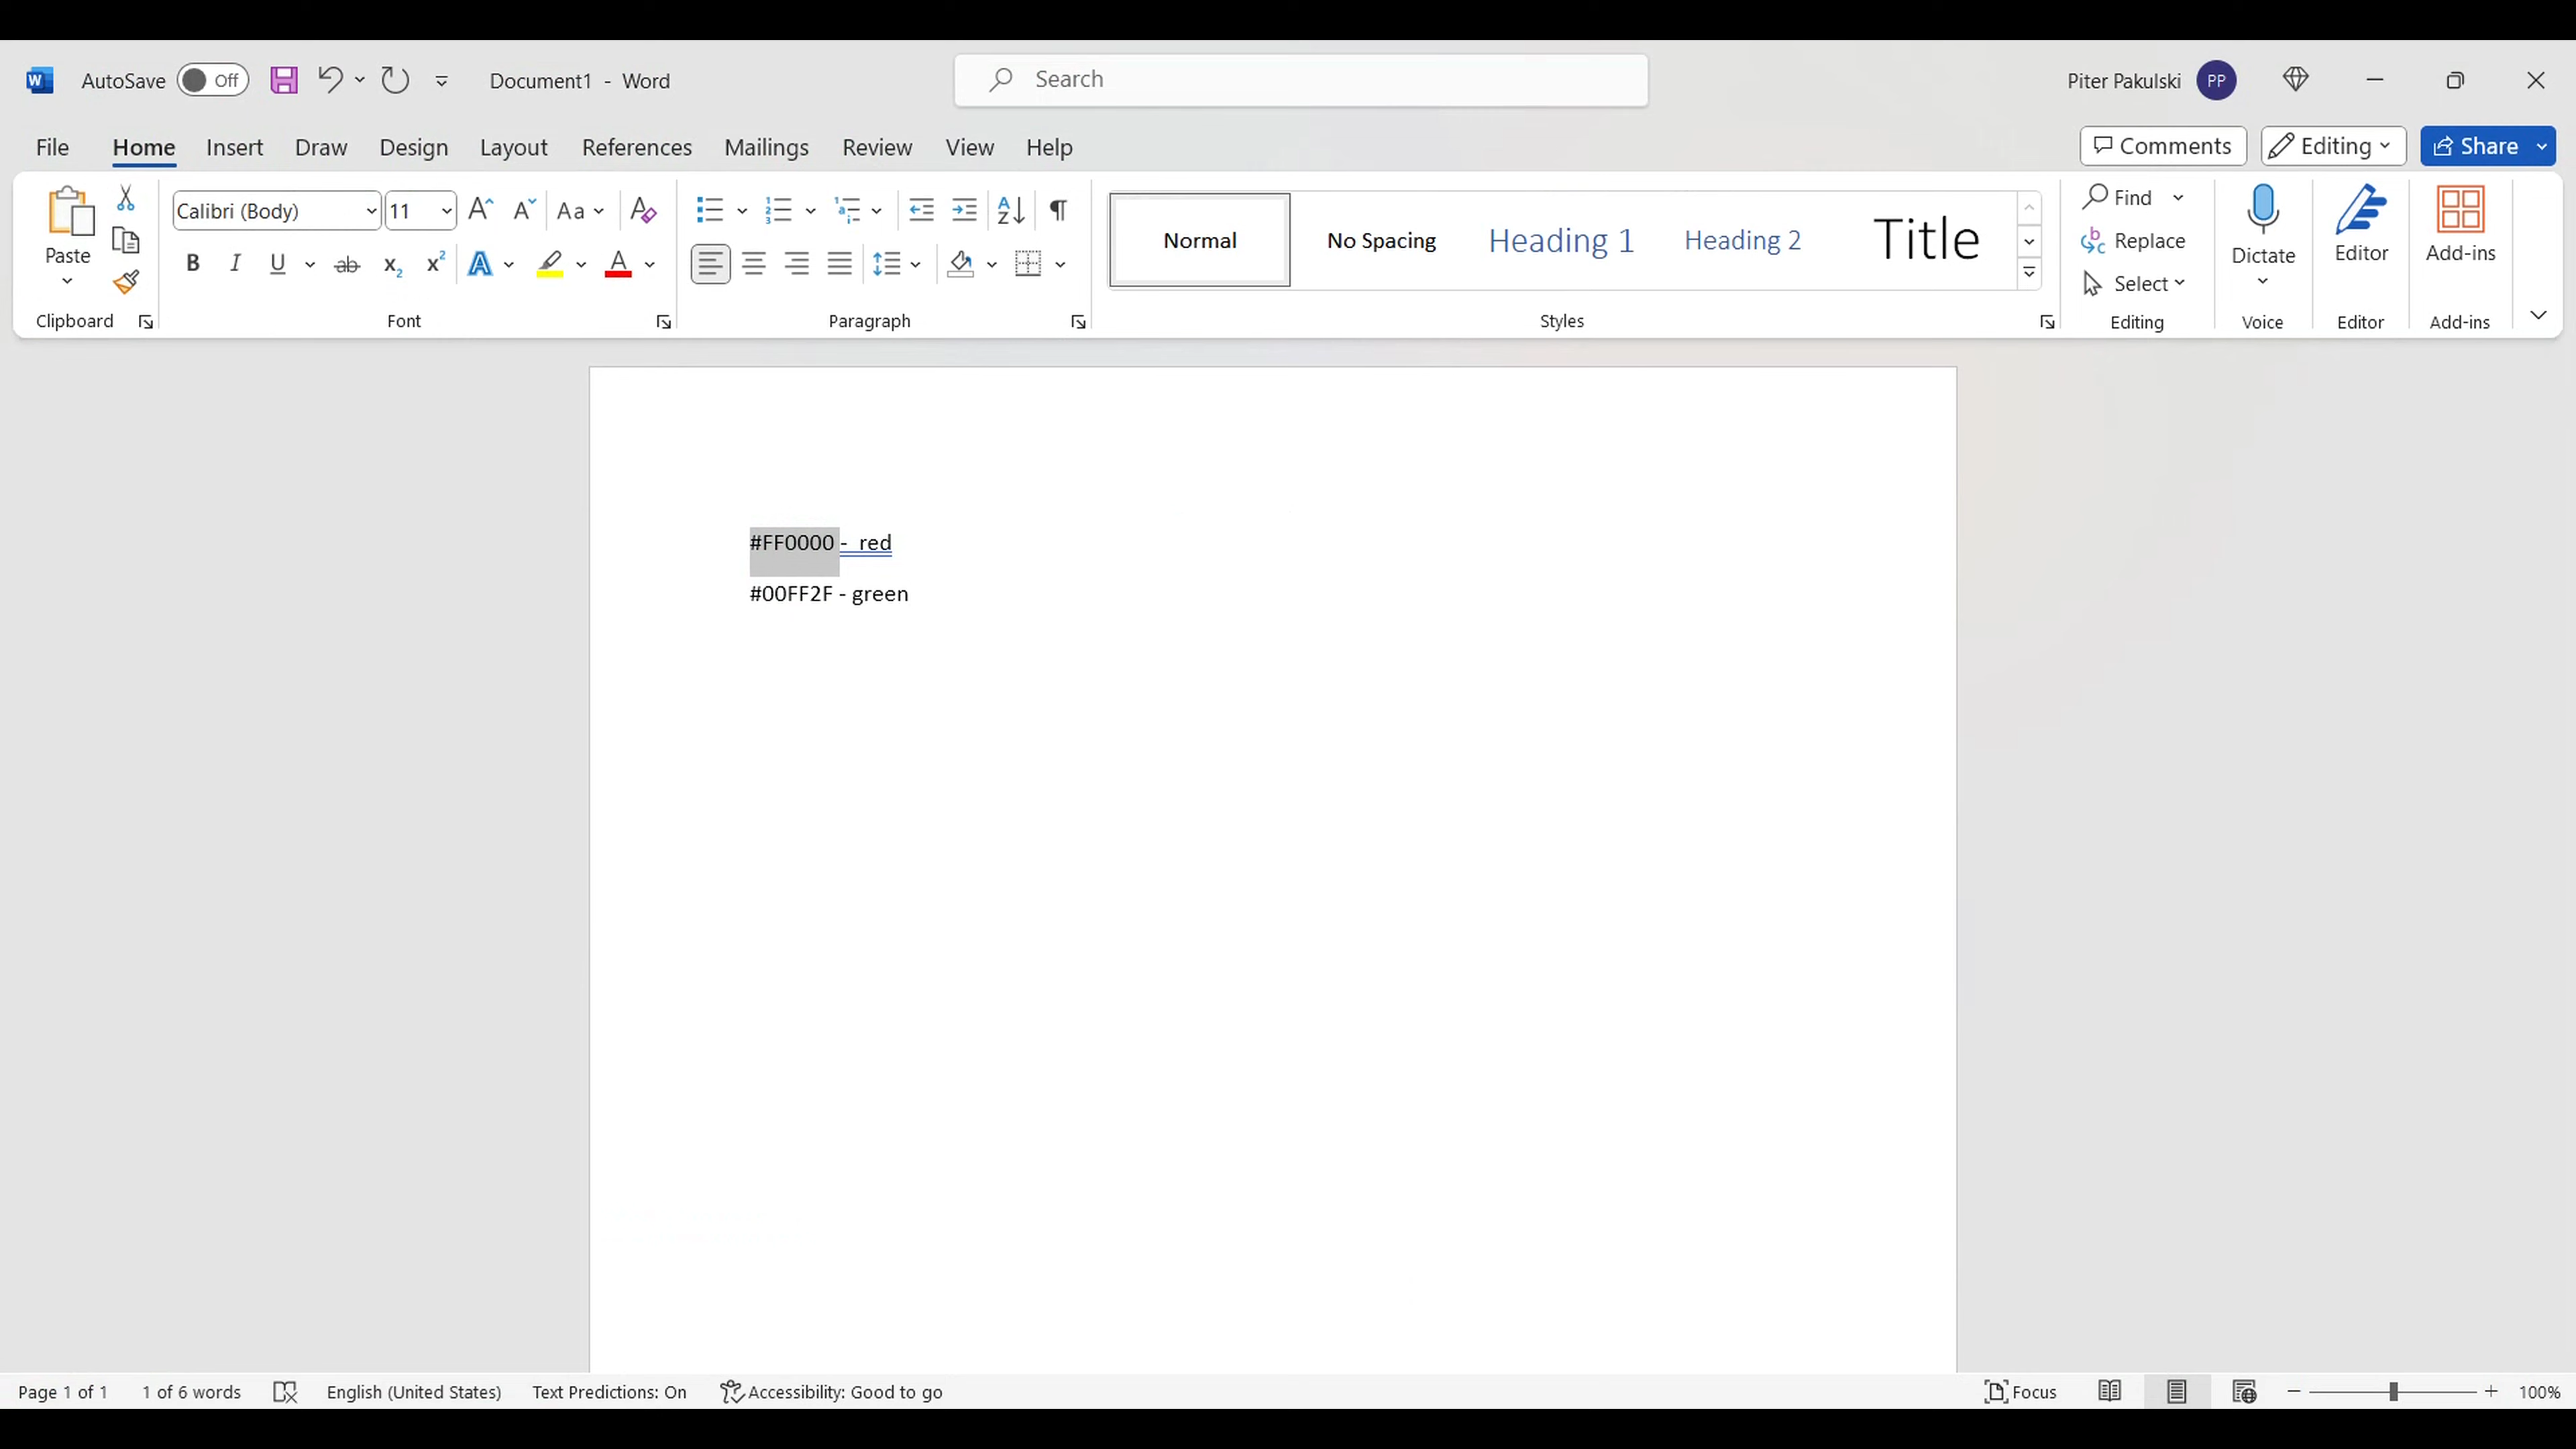 AutoSave Off Document1 - Word Search Piter Pakulski PP
File Home Insert Draw Design Layout References Mailings Review View Help Comments Editing Share
Paste Calibri (Body) 11 Aa Normal No Spacing Heading 1 Heading 2 Title Find Replace Select Dictate Editor Add-ins
Clipboard Font Paragraph Styles Editing Voice Editor Add-ins
#FF0000 -  red
#00FF2F - green
Page 1 of 1 1 of 6 words English (United States) Text Predictions: On Accessibility: Good to go Focus 100%